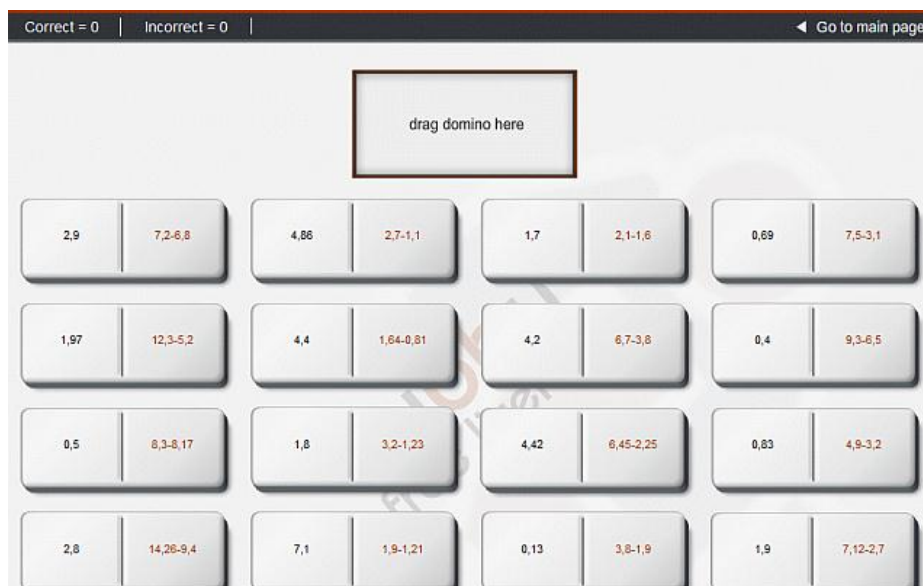 Correct = 0 | Incorrect = 0 | ◀ Go to main page
drag domino here
2,9 7,2-6,8 4,86 2,7-1,1 1,7 2,1-1,6 0,69 7,5-3,1
1,97 12,3-5,2 4,4 1,64-0,81 4,2 6,7-3,8 0,4 9,3-6,5
0,5 8,3-8,17 1,8 3,2-1,23 4,42 6,45-2,25 0,83 4,9-3,2
2,8 14,26-9,4 7,1 1,9-1,21 0,13 3,8-1,9 1,9 7,12-2,7